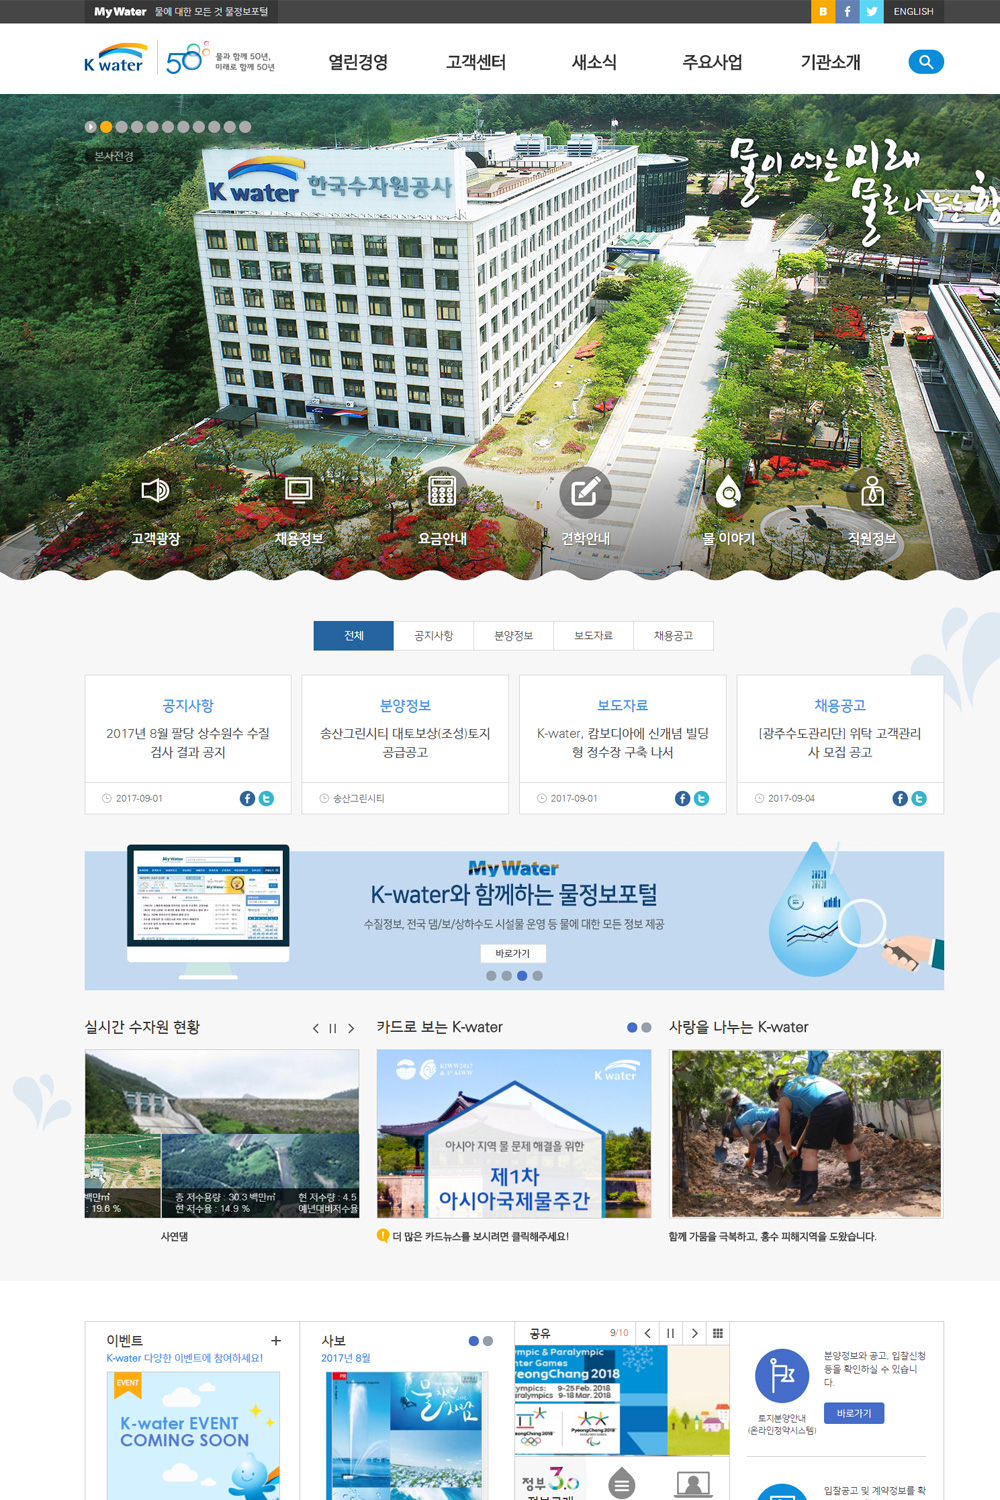 My Water 물에 대한 모든 것 물정보포털
B f ENGLISH
K water 50 물과 함께 50년,
미래로 함께 50년
열린경영 고객센터 새소식 주요사업 기관소개
본사전경
K water 한국수자원공사
물이 여는 미래
물로 나누는 행
고객광장 채용정보 요금안내 견학안내 물 이야기 직원정보
전체 공지사항 분양정보 보도자료 채용공고
공지사항
2017년 8월 팔당 상수원수 수질
검사 결과 공지
2017-09-01
분양정보
송산그린시티 대토보상(조성)토지
공급공고
송산그린시티
보도자료
K-water, 캄보디아에 신개념 빌딩
형 정수장 구축 나서
2017-09-01
채용공고
[광주수도관리단] 위탁 고객관리
사 모집 공고
2017-09-04
My Water
K-water와 함께하는 물정보포털
수질정보, 전국 댐/보/상하수도 시설물 운영 등 물에 대한 모든 정보 제공
바로가기
실시간 수자원 현황
백만㎥
: 19.6 %
총 저수용량 : 30.3 백만㎥
현 저수율 : 14.9 %
현 저수량 : 4.5
예년대비저수율
사연댐
카드로 보는 K-water
KIWW2017
K water
아시아 지역 물 문제 해결을 위한
제1차
아시아국제물주간
더 많은 카드뉴스를 보시려면 클릭해주세요!
사랑을 나누는 K-water
함께 가뭄을 극복하고, 홍수 피해지역을 도왔습니다.
이벤트
K-water 다양한 이벤트에 참여하세요!
EVENT
K-water EVENT
COMING SOON
사보
2017년 8월
PR
공유 9/10
ympic & Paralympic
nter Games
yeongChang 2018
ympics: 9-25 Feb. 2018
ralympics: 9-18 Mar. 2018
PyeongChang 2018
정부 3.0
분양정보와 공고, 입찰신청
등을 확인하실 수 있습니
다.
바로가기
토지분양안내
(온라인청약시스템)
입찰공고 및 계약정보를 확